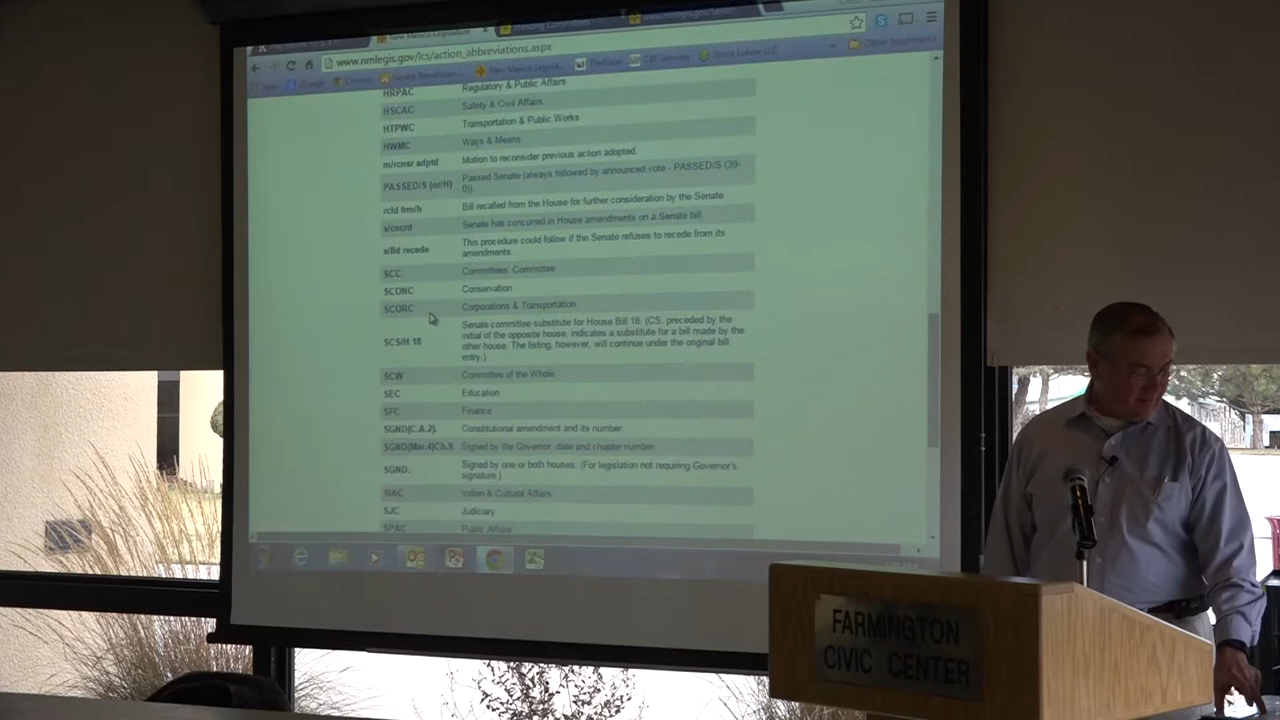 New Mexico Legislature
www.nmlegis.gov/lcs/action_abbreviations.aspx
Other bookmarks
HRPAC Regulatory & Public Affairs
HSCAC Safety & Civil Affairs
HTPWC Transportation & Public Works
HWMC Ways & Means
m/rcnsr adptd Motion to reconsider previous action adopted.
PASSED/S (or/H) Passed Senate (always followed by announced vote - PASSED/S (39-
0)).
rcld frm/h Bill recalled from the House for further consideration by the Senate.
s/cncrd Senate has concurred in House amendments on a Senate bill.
s/fld recede This procedure could follow if the Senate refuses to recede from its
amendments.
SCC Committees' Committee
SCONC Conservation
SCORC Corporations & Transportation
SCS/H 18 Senate committee substitute for House Bill 18. (CS, preceded by the
initial of the opposite house, indicates a substitute for a bill made by the
other house. The listing, however, will continue under the original bill
entry.)
SCW Committee of the Whole
SEC Education
SFC Finance
SGND(C.A.2). Constitutional amendment and its number
SGND(Mar.4)Ch.9 Signed by the Governor, date and chapter number.
SGND. Signed by one or both houses. (For legislation not requiring Governor's
signature.)
SIAC Indian & Cultural Affairs
SJC Judiciary
SPAC Public Affairs
FARMINGTON
CIVIC CENTER